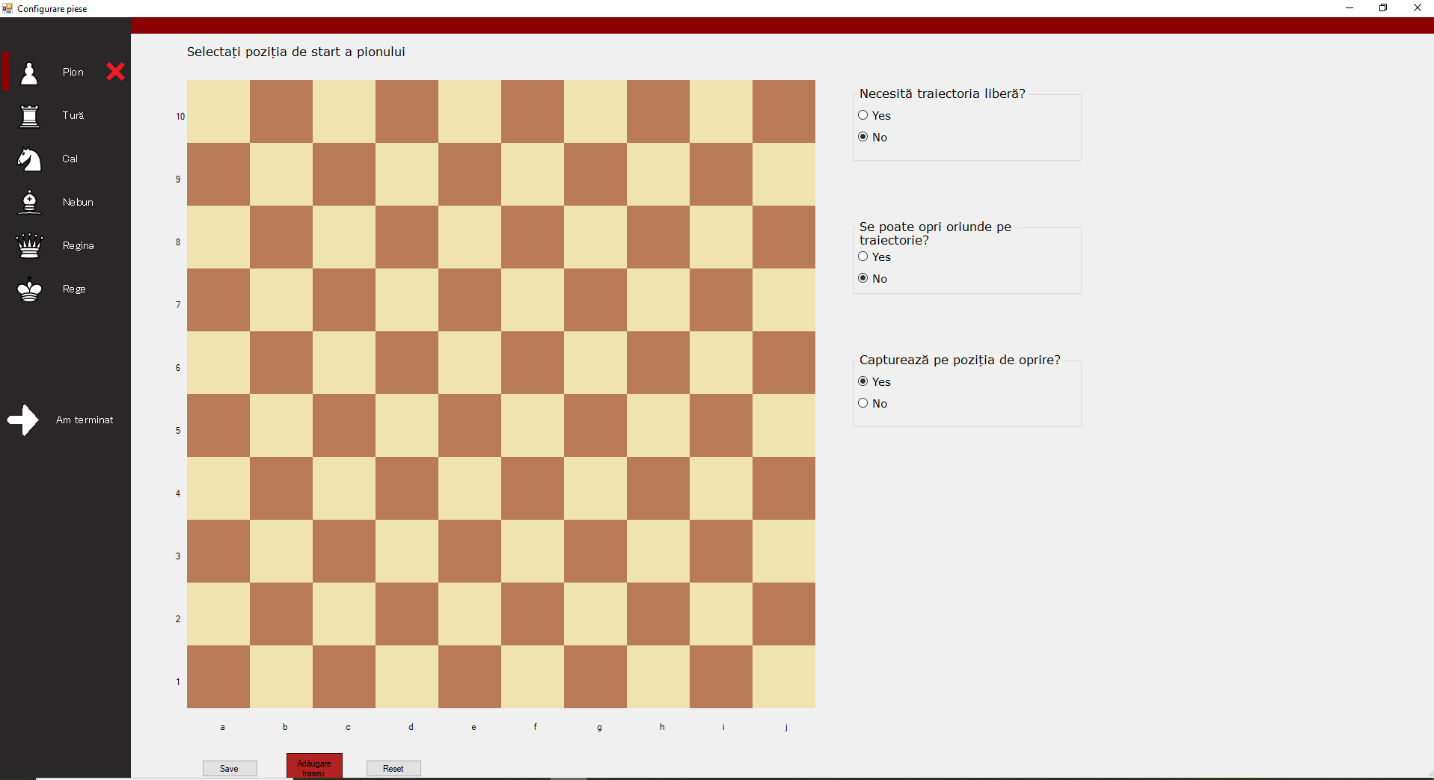 Configurare piese
Selectați poziția de start a pionului
Pion
Tură
Cal
Nebun
Regina
Rege
Am terminat
10
9
8
7
6
5
4
3
2
1
a b c d e f g h i j
Necesită traiectoria liberă?
Yes
No
Se poate opri oriunde pe
traiectorie?
Yes
No
Capturează pe poziția de oprire?
Yes
No
Save
Adăugare
traseu
Reset